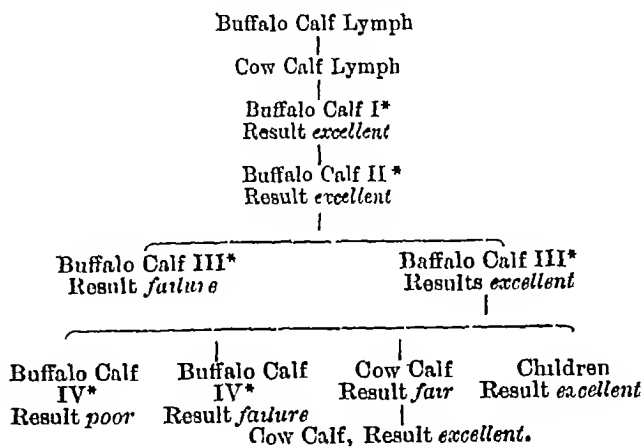 Buffalo Calf Lymph
Cow Calf Lymph
Buffalo Calf I*
Result excellent
Buffalo Calf II*
Result excellent
Buffalo Calf III*
Result failure
Baffalo Calf III*
Results excellent
Buffalo Calf
IV*
Result poor
Buffalo Calf
IV*
Result failure
Cow Calf
Result fair
Children
Result excellent
Cow Calf, Result excellent.